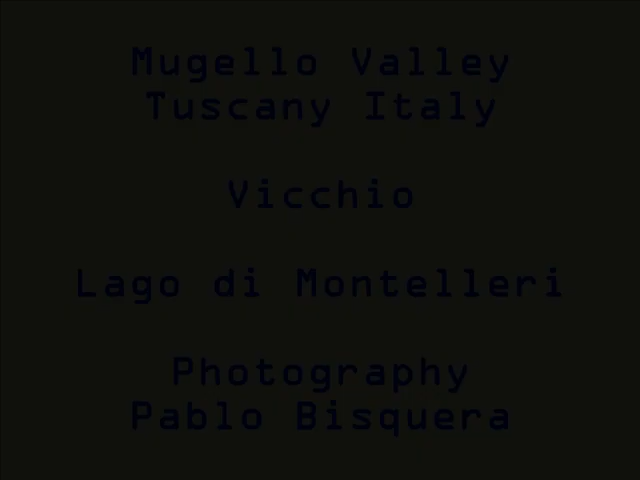 Mugello Valley
Tuscany Italy
Vicchio
Lago di Montelleri
Photography
Pablo Bisquera